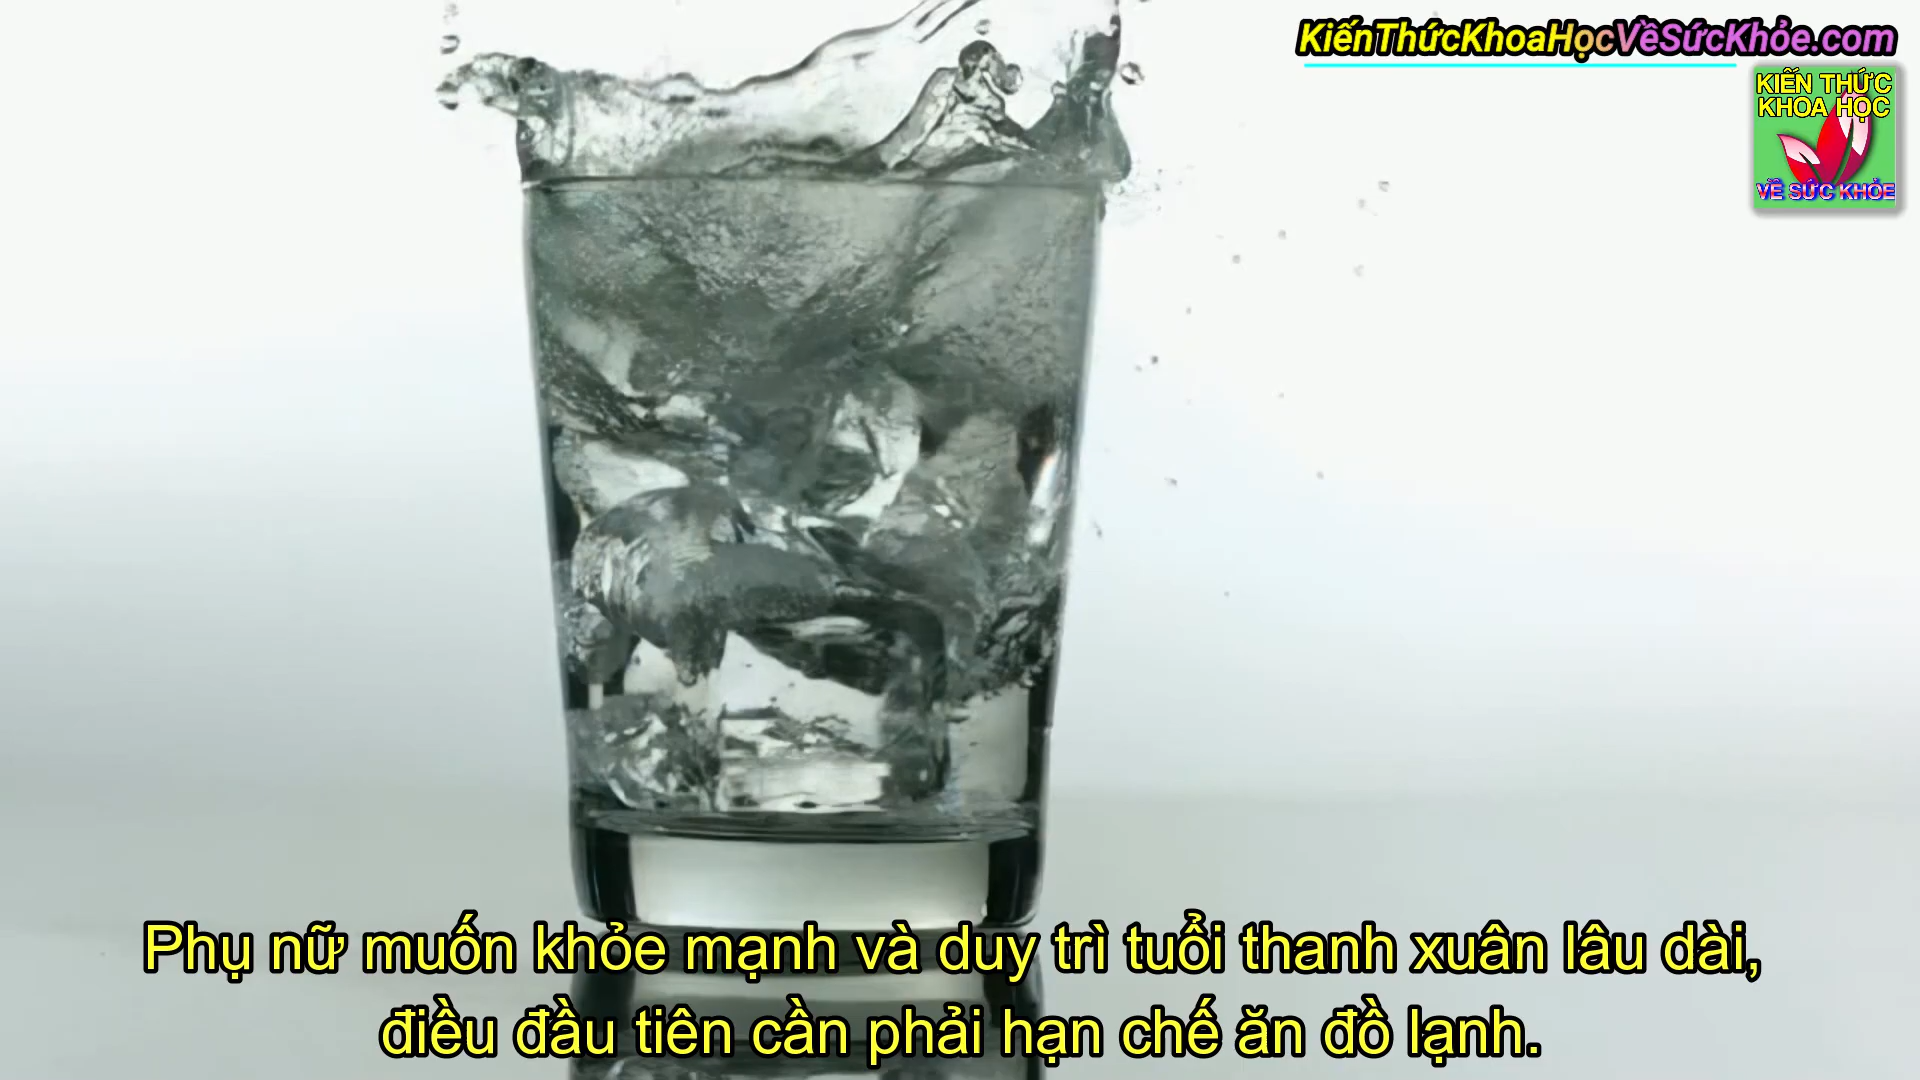 KiếnThứcKhoaHọcVềSứcKhỏe.com
KIẾN THỨC
KHOA HỌC
VỀ SỨC KHỎE
Phụ nữ muốn khỏe mạnh và duy trì tuổi thanh xuân lâu dài,
điều đầu tiên cần phải hạn chế ăn đồ lạnh.